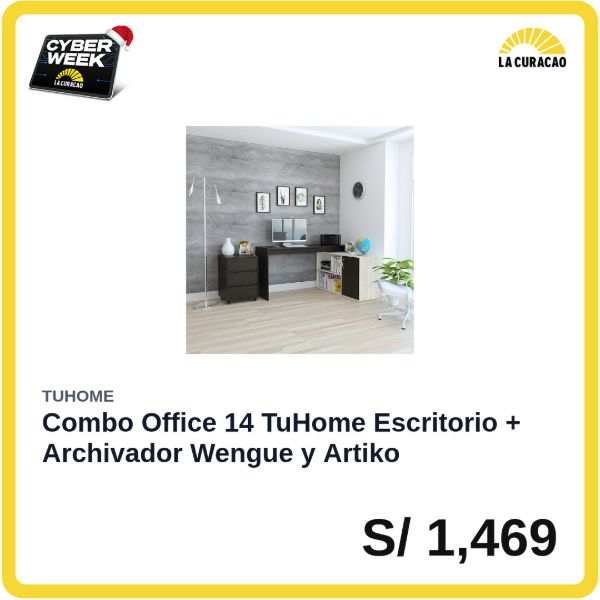 CYBER
WEEK
LA CURACAO
LA CURACAO
TUHOME
Combo Office 14 TuHome Escritorio +
Archivador Wengue y Artiko
S/ 1,469